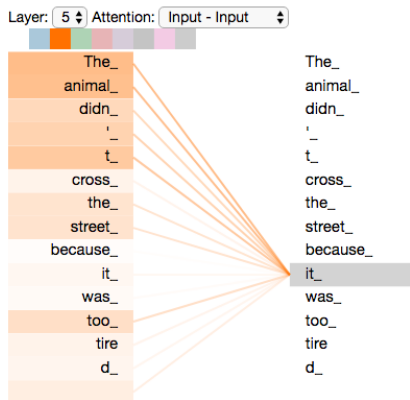 Layer: 5 Attention: Input - Input
The_ The_
animal_ animal_
didn_ didn_
'_ '_
t_ t_
cross_ cross_
the_ the_
street_ street_
because_ because_
it_ it_
was_ was_
too_ too_
tire tire
d_ d_